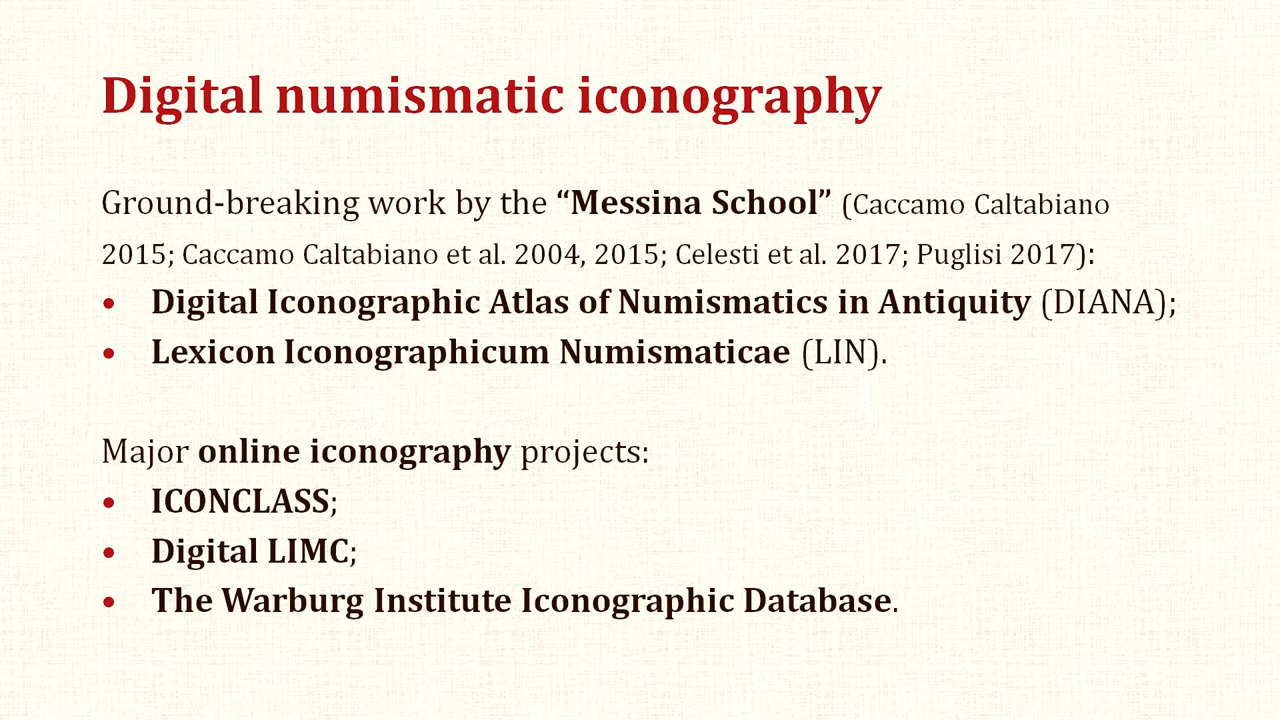 Digital numismatic iconography
Ground-breaking work by the “Messina School” (Caccamo Caltabiano
2015; Caccamo Caltabiano et al. 2004, 2015; Celesti et al. 2017; Puglisi 2017):
• Digital Iconographic Atlas of Numismatics in Antiquity (DIANA);
• Lexicon Iconographicum Numismaticae (LIN).
Major online iconography projects:
• ICONCLASS;
• Digital LIMC;
• The Warburg Institute Iconographic Database.